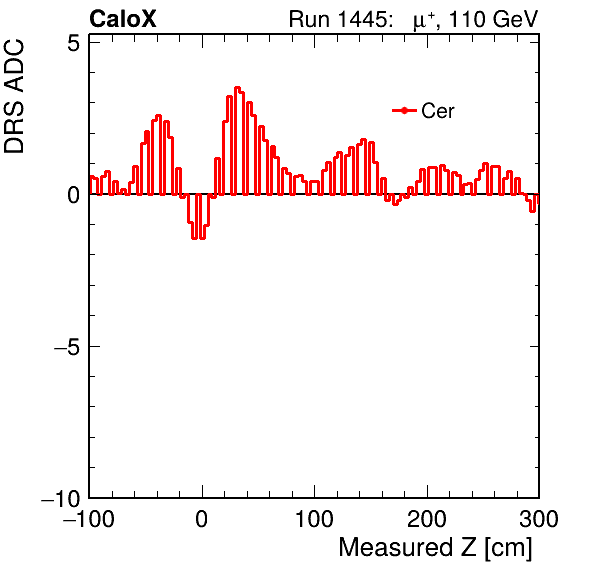 CaloX Run 1445: μ⁺, 110 GeV
DRS ADC
5
Cer
0
−5
−10
−100 0 100 200 300
Measured Z [cm]